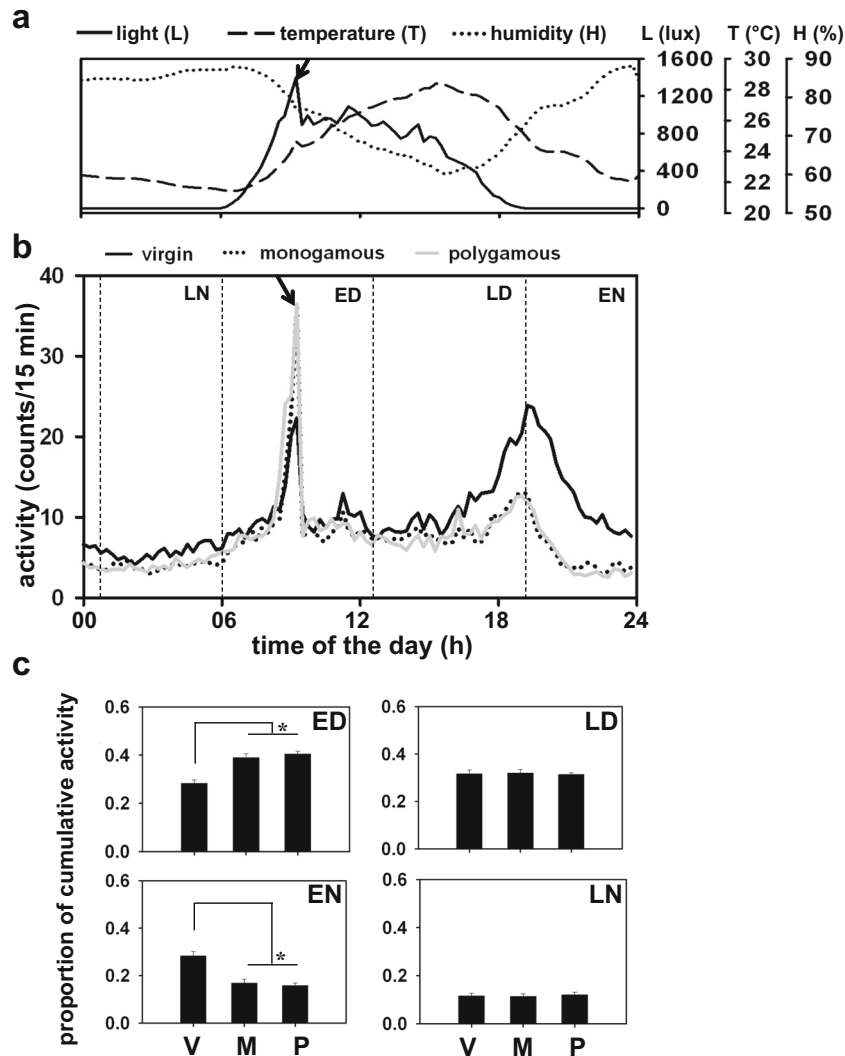 a
light (L) temperature (T) humidity (H) L (lux) T (°C) H (%)
1600 30 90
1200 28 80
26
800 24 70
400 22 60
0 20 50
b
virgin monogamous polygamous
40
LN ED LD EN
30
20
10
0
00 06 12 18 24
activity (counts/15 min)
time of the day (h)
c
proportion of cumulative activity
0.6 ED
0.4
0.2
0.0
*
0.6 LD
0.4
0.2
0.0
0.6 EN
0.4
0.2
0.0
*
V M P
0.6 LN
0.4
0.2
0.0
V M P